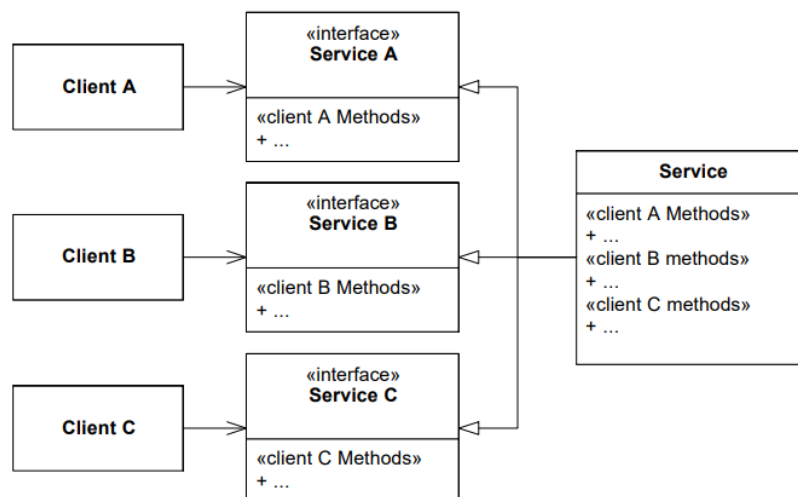 Client A
«interface»
Service A
«client A Methods»
+ ...
Client B
«interface»
Service B
«client B Methods»
+ ...
Client C
«interface»
Service C
«client C Methods»
+ ...
Service
«client A Methods»
+ ...
«client B methods»
+ ...
«client C methods»
+ ...